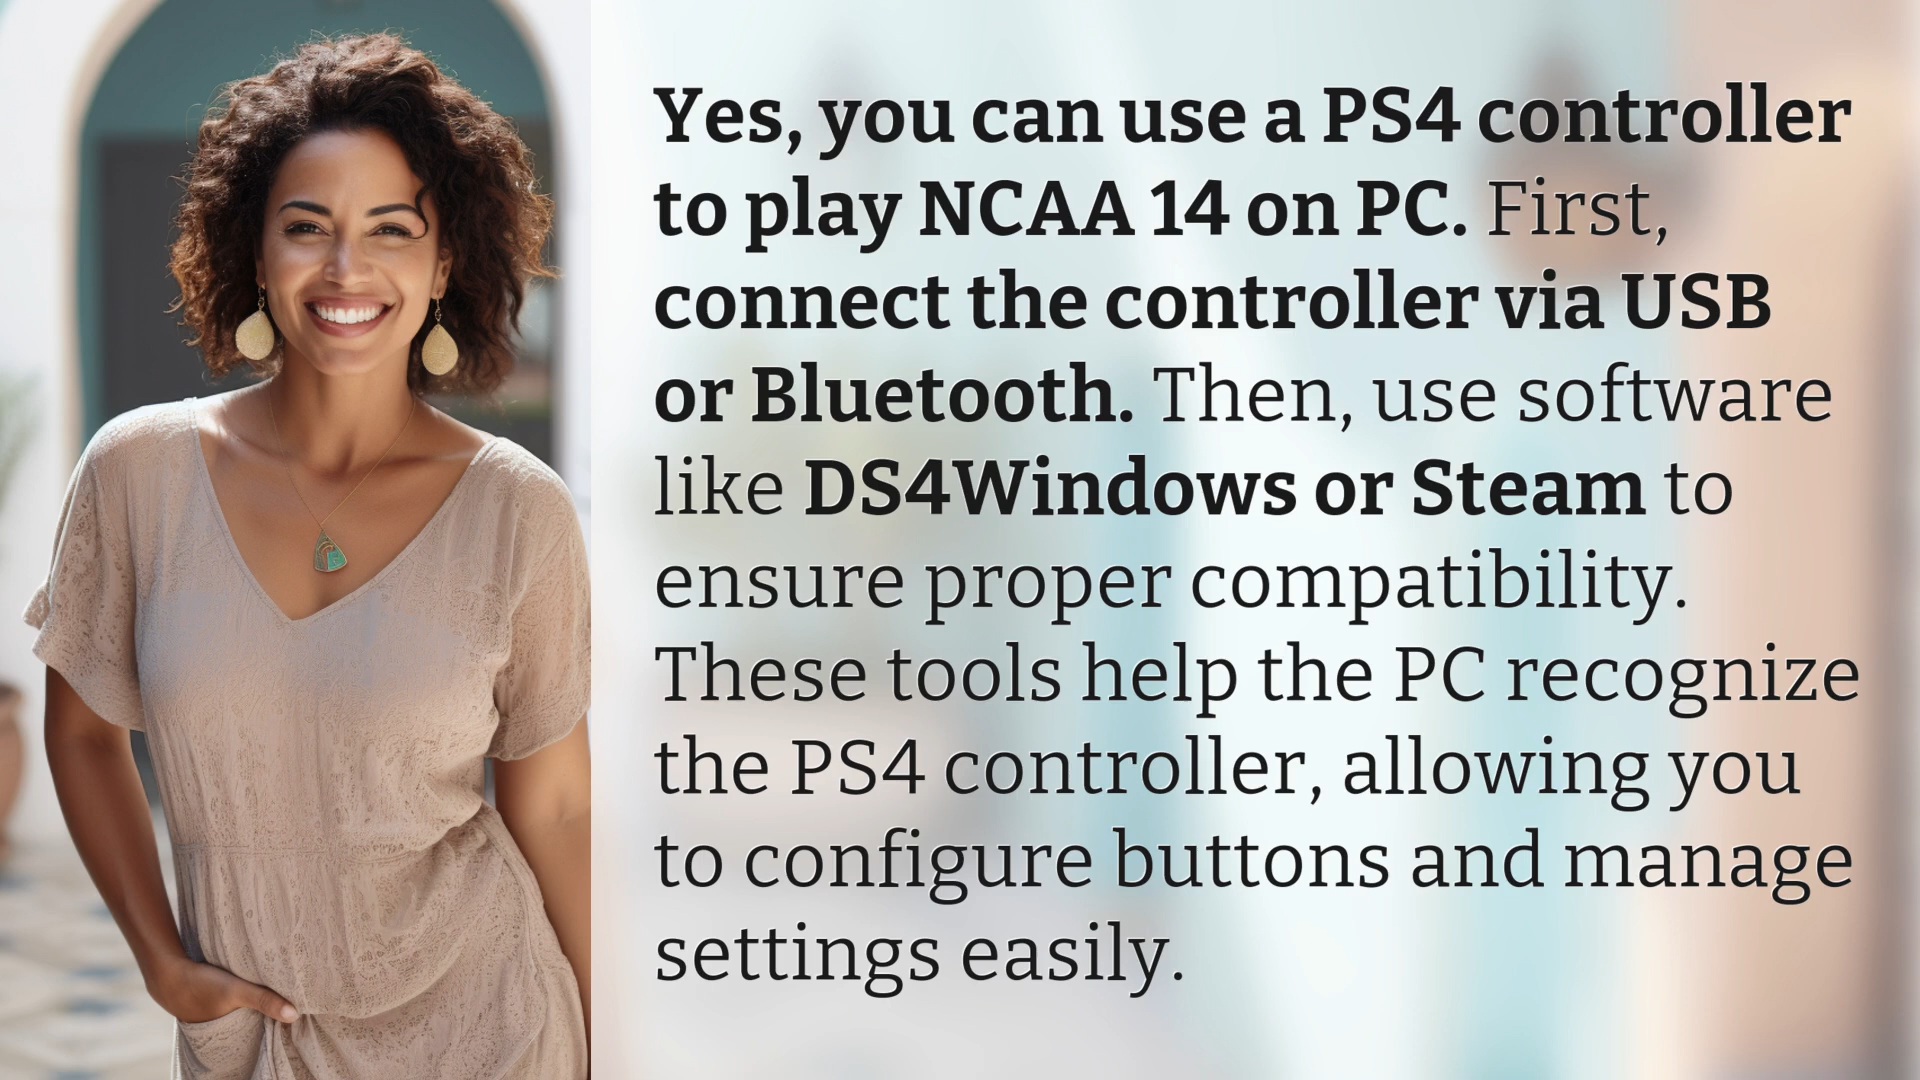 Yes, you can use a PS4 controller
to play NCAA 14 on PC. First,
connect the controller via USB
or Bluetooth. Then, use software
like DS4Windows or Steam to
ensure proper compatibility.
These tools help the PC recognize
the PS4 controller, allowing you
to configure buttons and manage
settings easily.